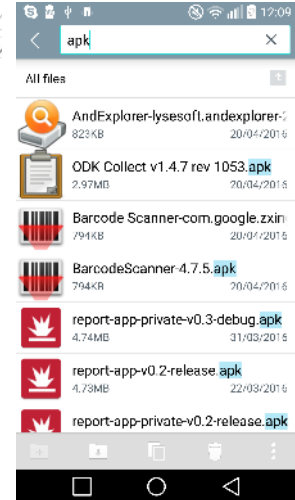 12:09
apk
All files
AndExplorer-lysesoft.andexplorer-2
823KB 20/04/2016
ODK Collect v1.4.7 rev 1053.apk
2.97MB 20/04/2016
Barcode Scanner-com.google.zxin
794KB 20/04/2016
BarcodeScanner-4.7.5.apk
794KB 20/04/2016
report-app-private-v0.3-debug.apk
4.74MB 31/03/2016
report-app-v0.2-release.apk
4.73MB 22/03/2016
report-app-private-v0.2-release.apk